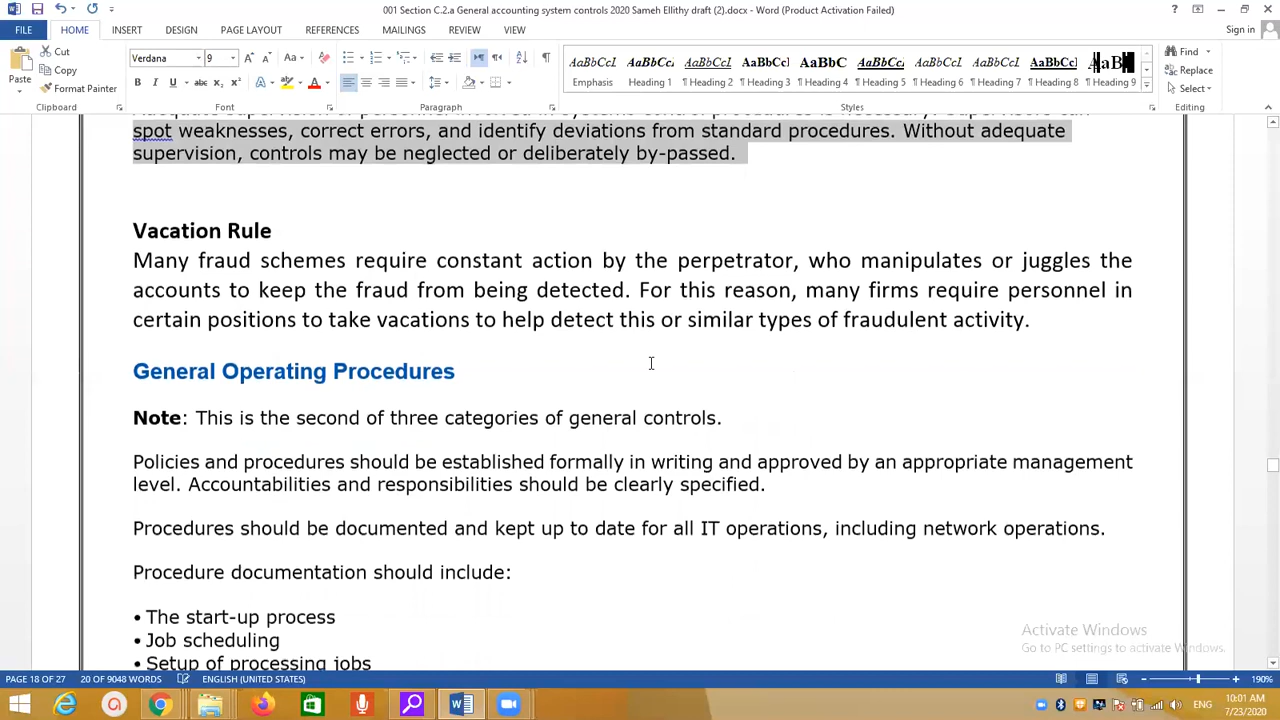 001 Section C.2.a General accounting system controls 2020 Sameh Ellithy draft (2).docx - Word (Product Activation Failed)
FILE HOME INSERT DESIGN PAGE LAYOUT REFERENCES MAILINGS REVIEW VIEW Sign in
Paste
Cut
Copy
Format Painter
Clipboard
Verdana 9
Font
Paragraph
AaBbCcI AaBbCcI AaBbCcI AaBbCcI AaBbC AaBbCcI AaBbCcI AaBbCcI AaBbCcI
Emphasis Heading 1 ¶ Heading 2 Heading 3 Heading 4 ¶ Heading 5 ¶ Heading 6 ¶ Heading 7 ¶ Heading 8 ¶ Heading 9
Styles
Find
Replace
Select
Editing
spot weaknesses, correct errors, and identify deviations from standard procedures. Without adequate
supervision, controls may be neglected or deliberately by-passed.
Vacation Rule
Many fraud schemes require constant action by the perpetrator, who manipulates or juggles the
accounts to keep the fraud from being detected. For this reason, many firms require personnel in
certain positions to take vacations to help detect this or similar types of fraudulent activity.
General Operating Procedures
Note: This is the second of three categories of general controls.
Policies and procedures should be established formally in writing and approved by an appropriate management
level. Accountabilities and responsibilities should be clearly specified.
Procedures should be documented and kept up to date for all IT operations, including network operations.
Procedure documentation should include:
• The start-up process
• Job scheduling
• Setup of processing jobs
Activate Windows
Go to PC settings to activate Windows.
PAGE 18 OF 27 20 OF 9048 WORDS ENGLISH (UNITED STATES) 190%
ENG
10:01 AM
7/23/2020